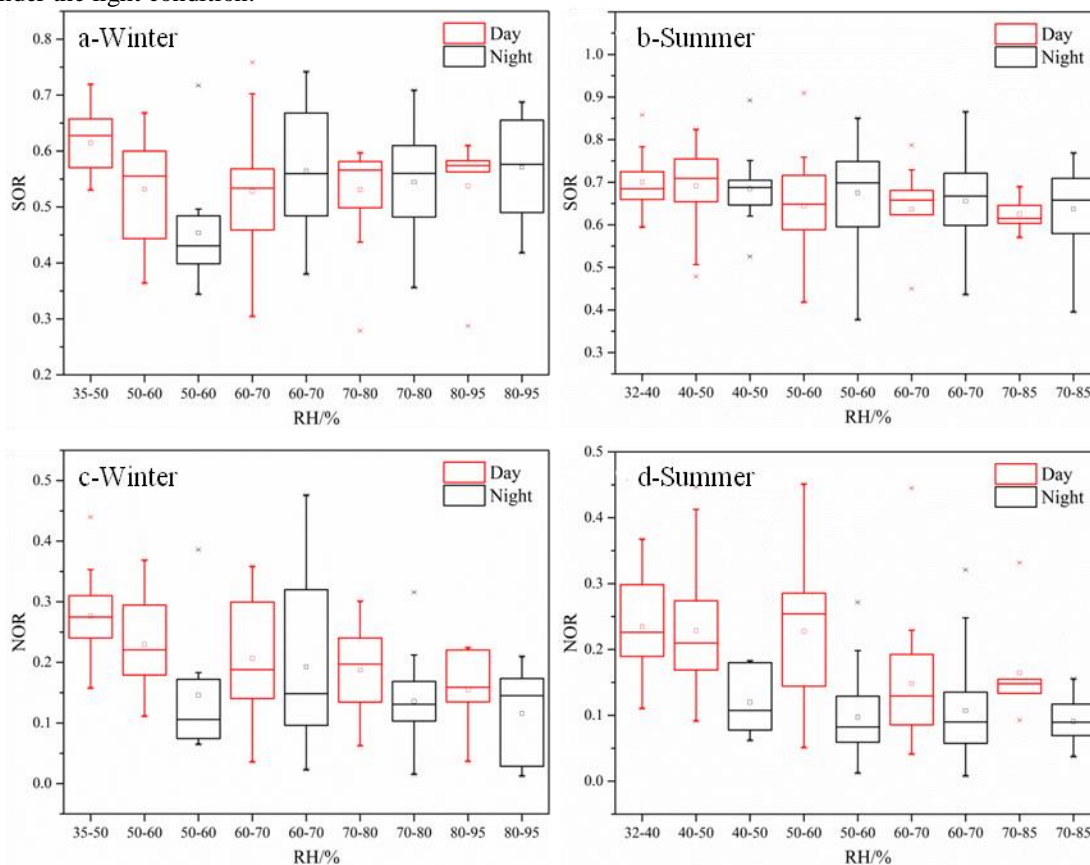 nder the light condition.
a-Winter
Day
Night
0.8
0.7
0.6
0.5
0.4
0.3
0.2
SOR
35-50 50-60 50-60 60-70 60-70 70-80 70-80 80-95 80-95
RH/%
b-Summer
Day
Night
1.0
0.9
0.8
0.7
0.6
0.5
0.4
0.3
SOR
32-40 40-50 40-50 50-60 50-60 60-70 60-70 70-85 70-85
RH/%
c-Winter
Day
Night
0.5
0.4
0.3
0.2
0.1
0.0
NOR
35-50 50-60 50-60 60-70 60-70 70-80 70-80 80-95 80-95
RH/%
d-Summer
Day
Night
0.5
0.4
0.3
0.2
0.1
0.0
NOR
32-40 40-50 40-50 50-60 50-60 60-70 60-70 70-85 70-85
RH/%